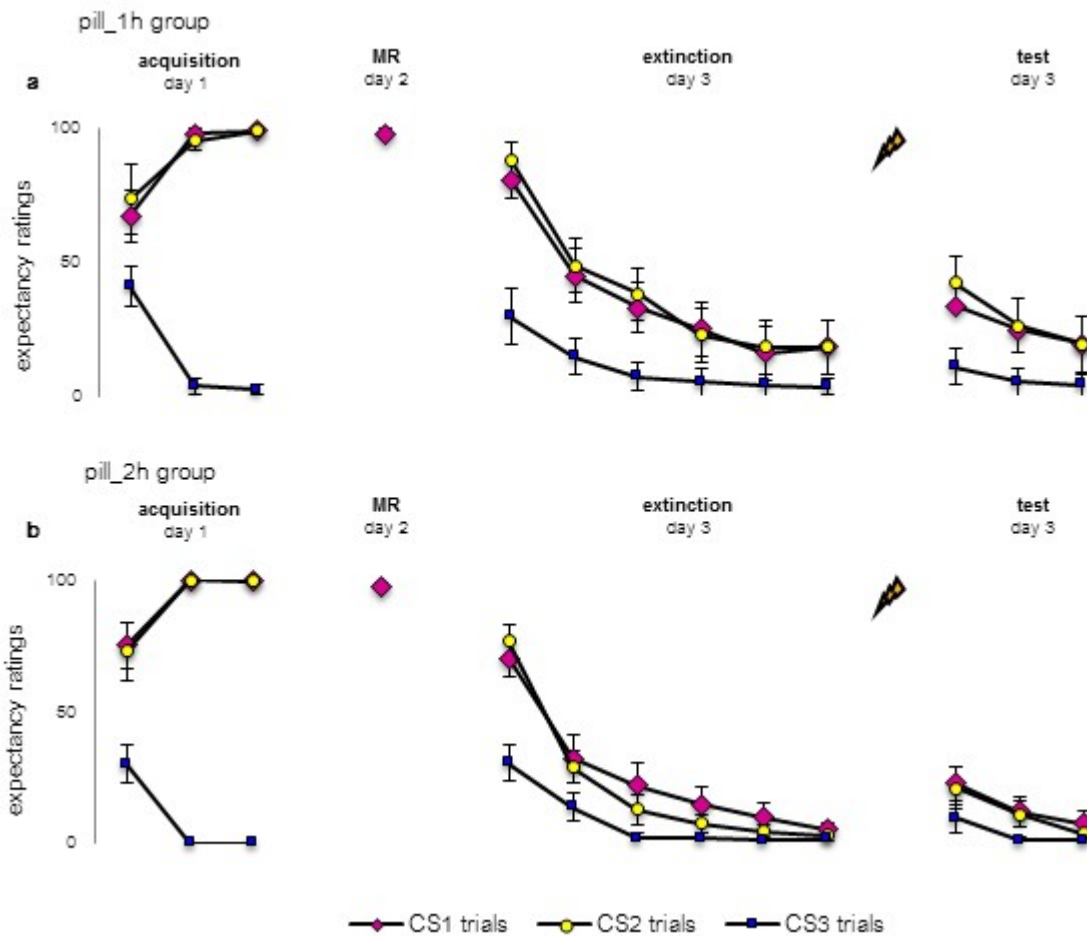 pill_1h group
acquisition MR extinction test
day 1 day 2 day 3 day 3
a
100
50
0
expectancy ratings
pill_2h group
acquisition MR extinction test
day 1 day 2 day 3 day 3
b
100
50
0
expectancy ratings
CS1 trials CS2 trials CS3 trials